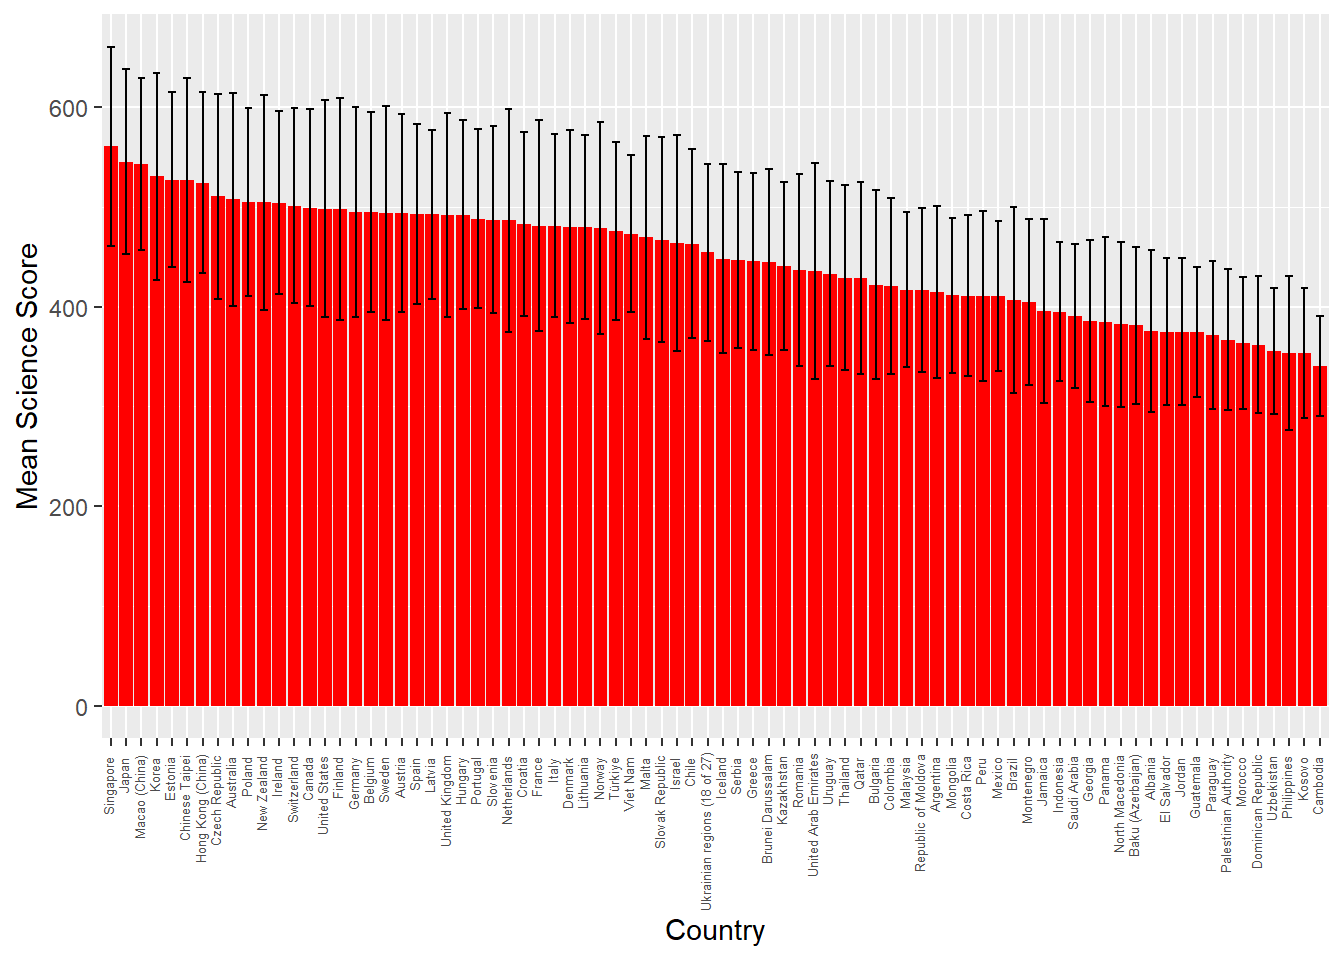 Mean Science Score
600
400
200
0
Singapore
Japan
Macao (China)
Korea
Estonia
Chinese Taipei
Hong Kong (China)
Czech Republic
Australia
Poland
New Zealand
Ireland
Switzerland
Canada
United States
Finland
Germany
Belgium
Sweden
Austria
Spain
Latvia
United Kingdom
Hungary
Portugal
Slovenia
Netherlands
Croatia
France
Italy
Denmark
Lithuania
Norway
Türkiye
Viet Nam
Malta
Slovak Republic
Israel
Chile
Ukrainian regions (18 of 27)
Iceland
Serbia
Greece
Brunei Darussalam
Kazakhstan
Romania
United Arab Emirates
Uruguay
Thailand
Qatar
Bulgaria
Colombia
Malaysia
Republic of Moldova
Argentina
Mongolia
Costa Rica
Peru
Mexico
Brazil
Montenegro
Jamaica
Indonesia
Saudi Arabia
Georgia
Panama
North Macedonia
Baku (Azerbaijan)
Albania
El Salvador
Jordan
Guatemala
Paraguay
Palestinian Authority
Morocco
Dominican Republic
Uzbekistan
Philippines
Kosovo
Cambodia
Country